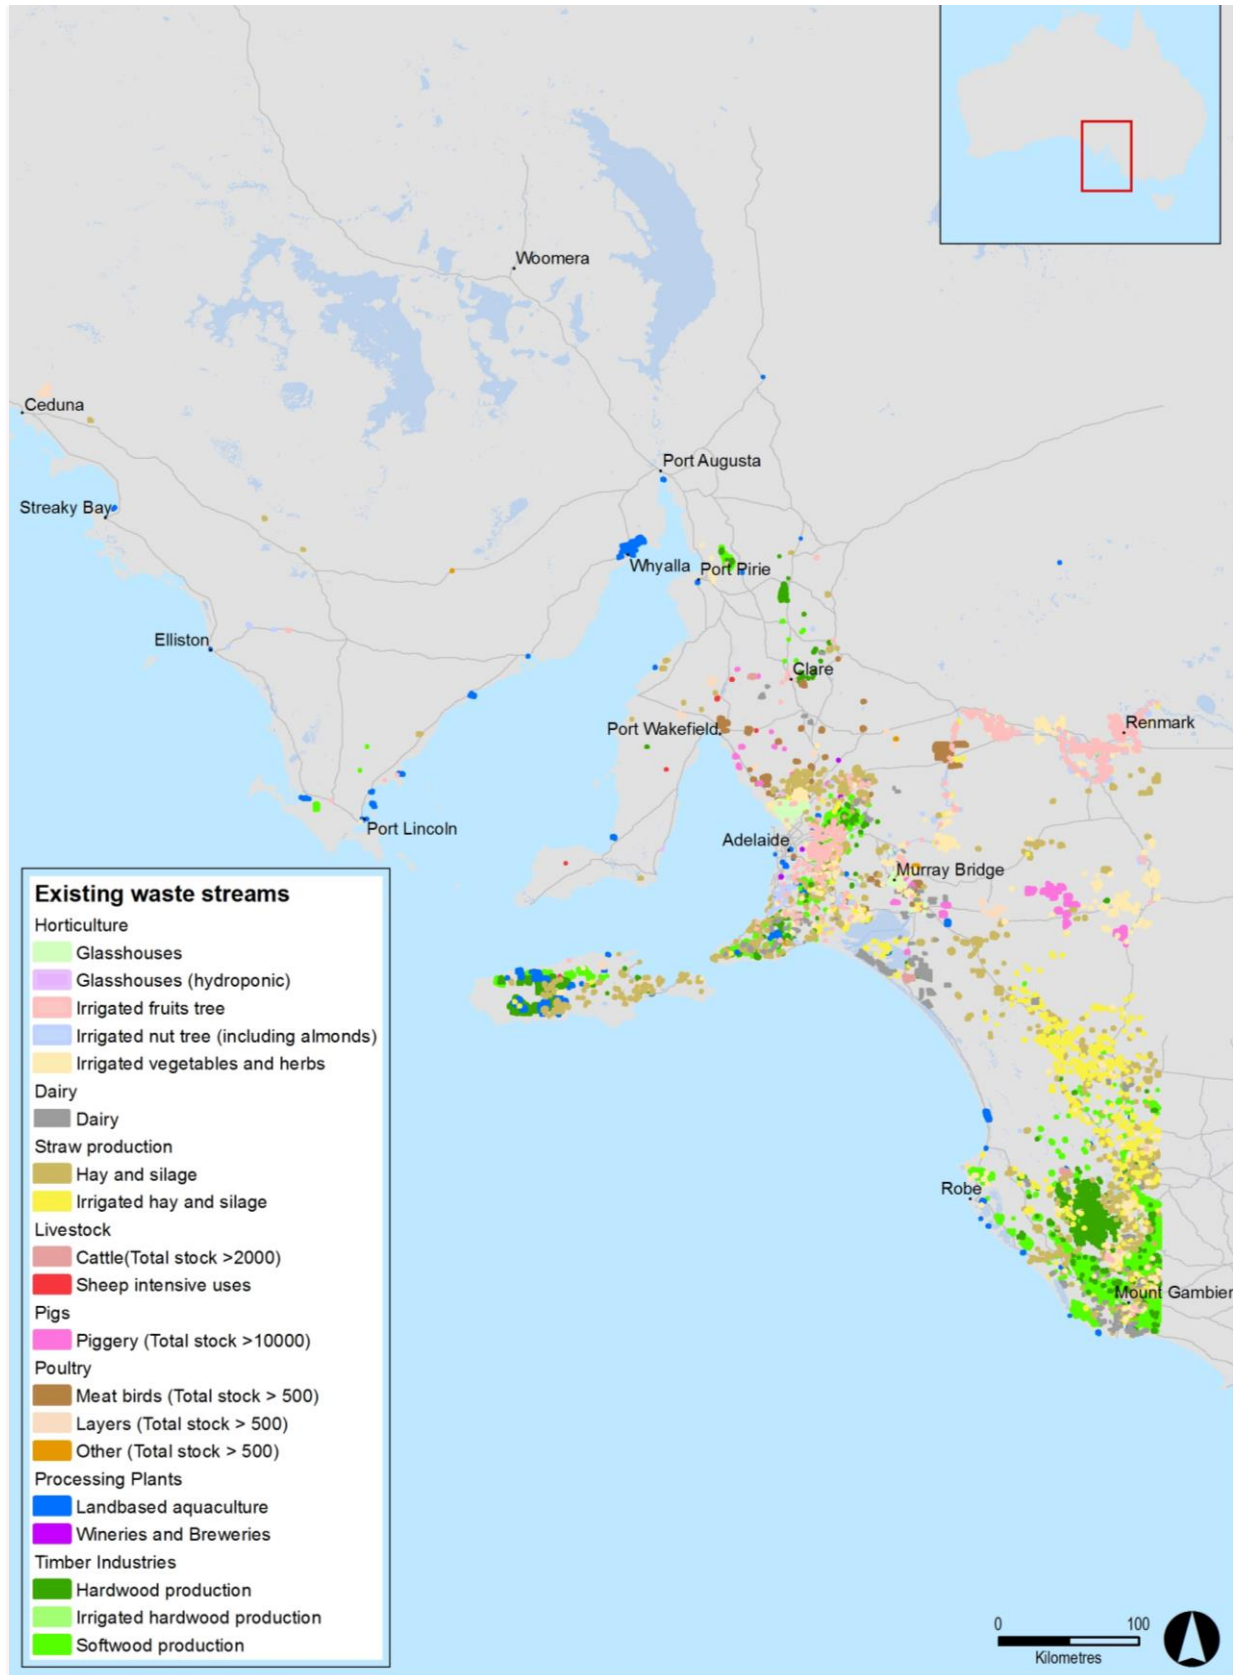 Woomera
Ceduna
Port Augusta
Streaky Bay
Whyalla
Port Pirie
Elliston
Clare
Renmark
Port Wakefield
Port Lincoln
Adelaide
Murray Bridge
Robe
Mount Gambier
Existing waste streams
Horticulture
Glasshouses
Glasshouses (hydroponic)
Irrigated fruits tree
Irrigated nut tree (including almonds)
Irrigated vegetables and herbs
Dairy
Dairy
Straw production
Hay and silage
Irrigated hay and silage
Livestock
Cattle(Total stock >2000)
Sheep intensive uses
Pigs
Piggery (Total stock >10000)
Poultry
Meat birds (Total stock > 500)
Layers (Total stock > 500)
Other (Total stock > 500)
Processing Plants
Landbased aquaculture
Wineries and Breweries
Timber Industries
Hardwood production
Irrigated hardwood production
Softwood production
0 100
Kilometres